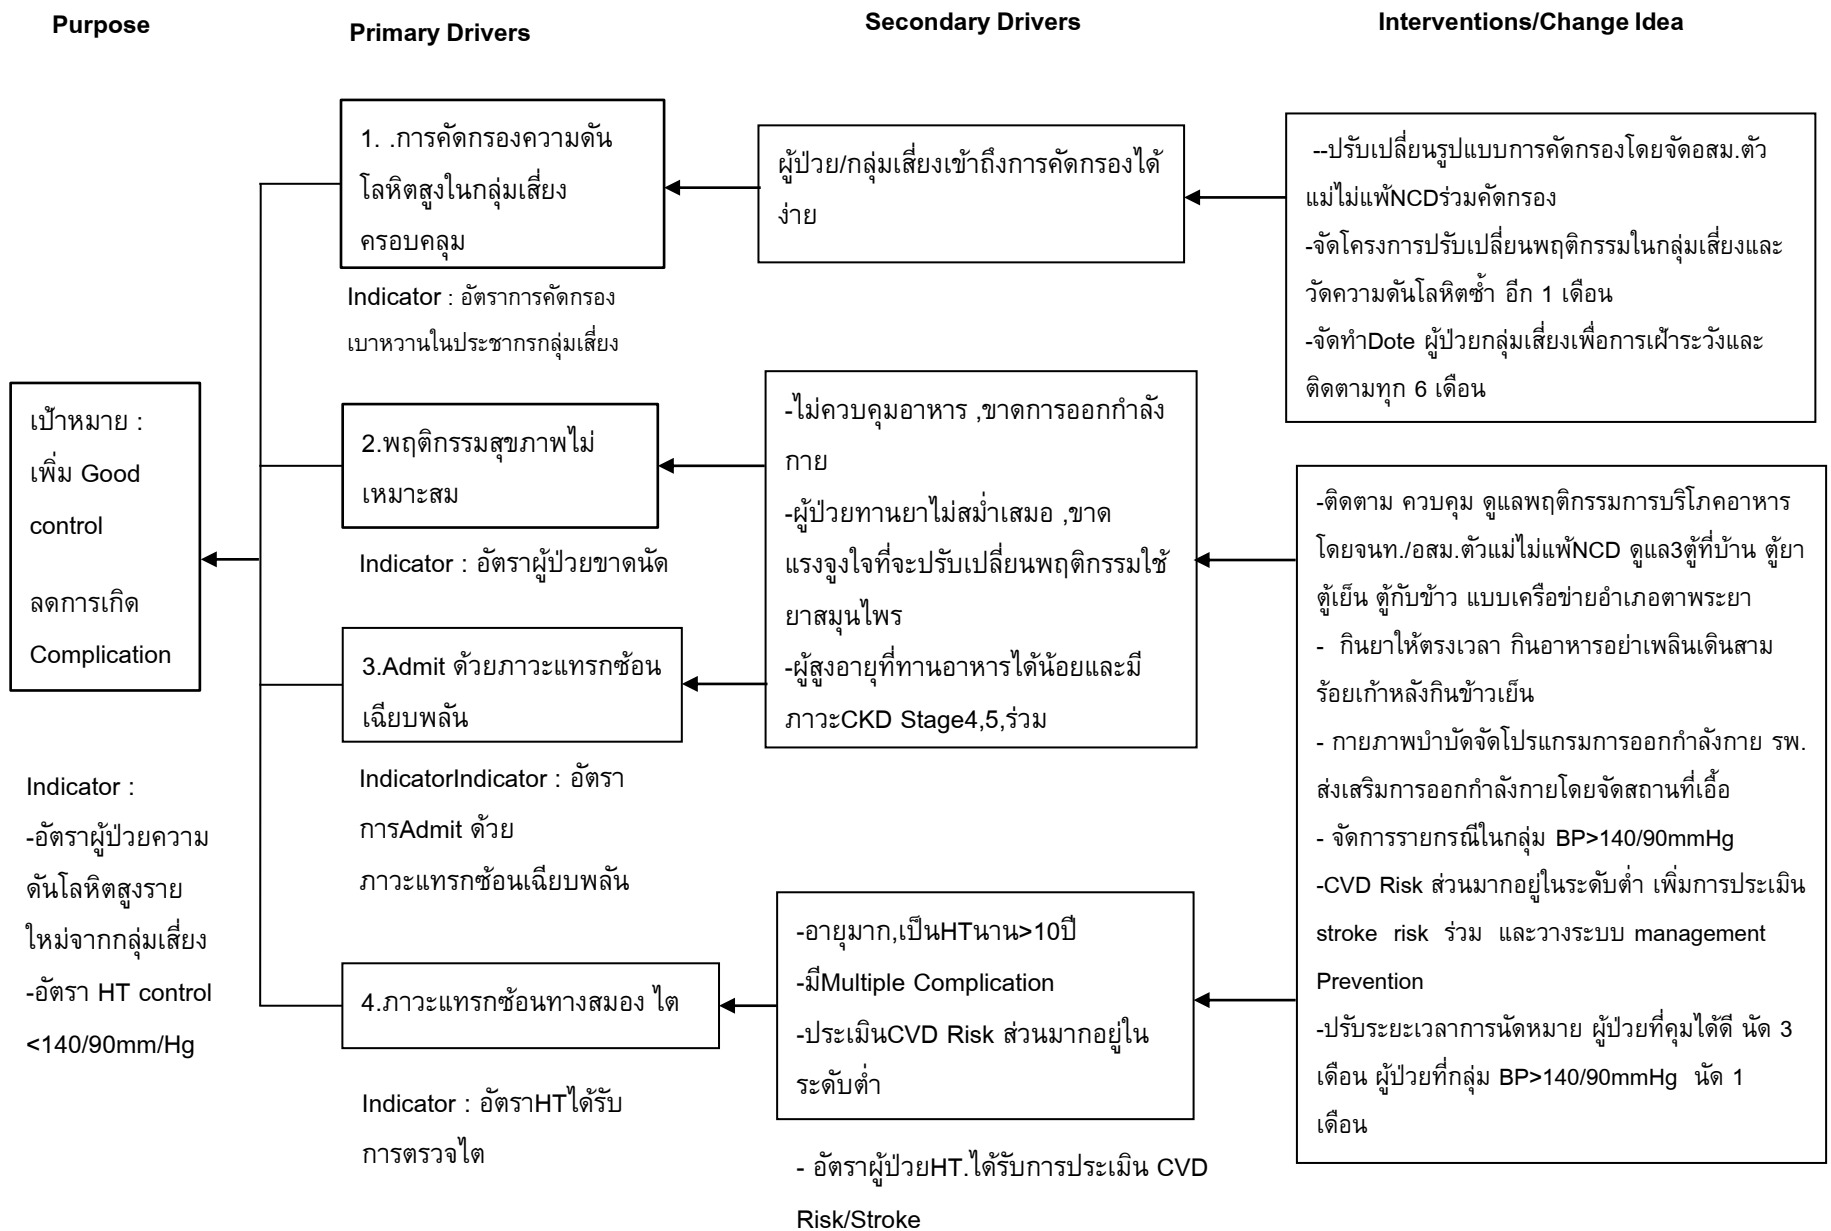 Purpose
Primary Drivers
Secondary Drivers
Interventions/Change Idea
เป้าหมาย :
เพิ่ม Good
control
ลดการเกิด
Complication
Indicator :
-อัตราผู้ป่วยความ
ดันโลหิตสูงราย
ใหม่จากกลุ่มเสี่ยง
-อัตรา HT control
<140/90mm/Hg
1. .การคัดกรองความดัน
โลหิตสูงในกลุ่มเสี่ยง
ครอบคลุม
Indicator : อัตราการคัดกรอง
เบาหวานในประชากรกลุ่มเสี่ยง
2.พฤติกรรมสุขภาพไม่
เหมาะสม
Indicator : อัตราผู้ป่วยขาดนัด
3.Admit ด้วยภาวะแทรกซ้อน
เฉียบพลัน
IndicatorIndicator : อัตรา
การAdmit ด้วย
ภาวะแทรกซ้อนเฉียบพลัน
4.ภาวะแทรกซ้อนทางสมอง ไต
Indicator : อัตราHTได้รับ
การตรวจไต
ผู้ป่วย/กลุ่มเสี่ยงเข้าถึงการคัดกรองได้
ง่าย
-ไม่ควบคุมอาหาร ,ขาดการออกกำลัง
กาย
-ผู้ป่วยทานยาไม่สม่ำเสมอ ,ขาด
แรงจูงใจที่จะปรับเปลี่ยนพฤติกรรมใช้
ยาสมุนไพร
-ผู้สูงอายุที่ทานอาหารได้น้อยและมี
ภาวะCKD Stage4,5,ร่วม
-อายุมาก,เป็นHTนาน>10ปี
-มีMultiple Complication
-ประเมินCVD Risk ส่วนมากอยู่ใน
ระดับต่ำ
- อัตราผู้ป่วยHT.ได้รับการประเมิน CVD
Risk/Stroke
--ปรับเปลี่ยนรูปแบบการคัดกรองโดยจัดอสม.ตัว
แม่ไม่แพ้NCDร่วมคัดกรอง
-จัดโครงการปรับเปลี่ยนพฤติกรรมในกลุ่มเสี่ยงและ
วัดความดันโลหิตซ้ำ อีก 1 เดือน
-จัดทำDote ผู้ป่วยกลุ่มเสี่ยงเพื่อการเฝ้าระวังและ
ติดตามทุก 6 เดือน
-ติดตาม ควบคุม ดูแลพฤติกรรมการบริโภคอาหาร
โดยจนท./อสม.ตัวแม่ไม่แพ้NCD ดูแล3ตู้ที่บ้าน ตู้ยา
ตู้เย็น ตู้กับข้าว แบบเครือข่ายอำเภอตาพระยา
- กินยาให้ตรงเวลา กินอาหารอย่าเพลินเดินสาม
ร้อยเก้าหลังกินข้าวเย็น
- กายภาพบำบัดจัดโปรแกรมการออกกำลังกาย รพ.
ส่งเสริมการออกกำลังกายโดยจัดสถานที่เอื้อ
- จัดการรายกรณีในกลุ่ม BP>140/90mmHg
-CVD Risk ส่วนมากอยู่ในระดับต่ำ เพิ่มการประเมิน
stroke risk ร่วม และวางระบบ management
Prevention
-ปรับระยะเวลาการนัดหมาย ผู้ป่วยที่คุมได้ดี นัด 3
เดือน ผู้ป่วยที่กลุ่ม BP>140/90mmHg นัด 1
เดือน